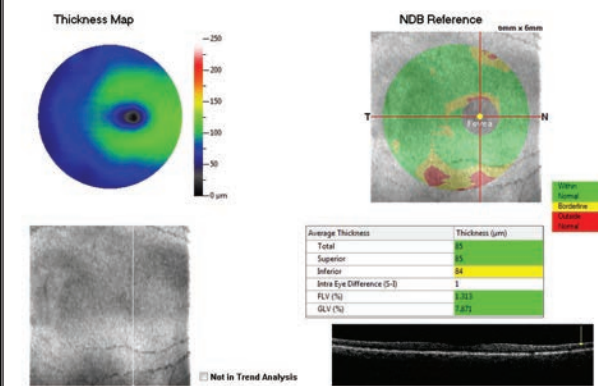 Thickness Map
250
200
150
100
50
0 µm
NDB Reference
6mm x 6mm
T
N
Fovea
Within
Normal
Borderline
Outside
Normal
Average Thickness Thickness (µm)
Total 85
Superior 85
Inferior 84
Intra Eye Difference (S-I) 1
FLV (%) 1.313
GLV (%) 7.671
Not in Trend Analysis